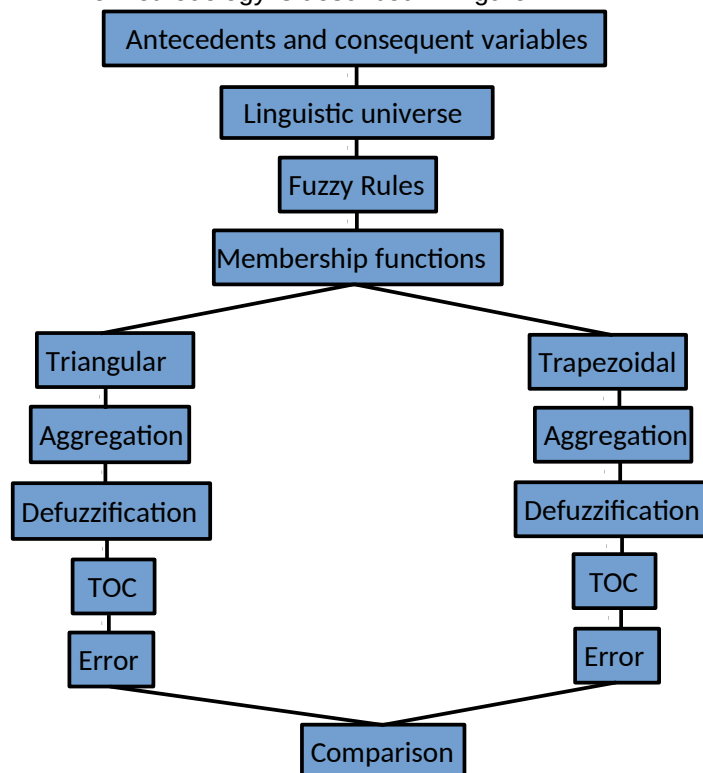 Antecedents and consequent variables
Linguistic universe
Fuzzy Rules
Membership functions
Triangular
Trapezoidal
Aggregation
Aggregation
Defuzzification
Defuzzification
TOC
TOC
Error
Error
Comparison